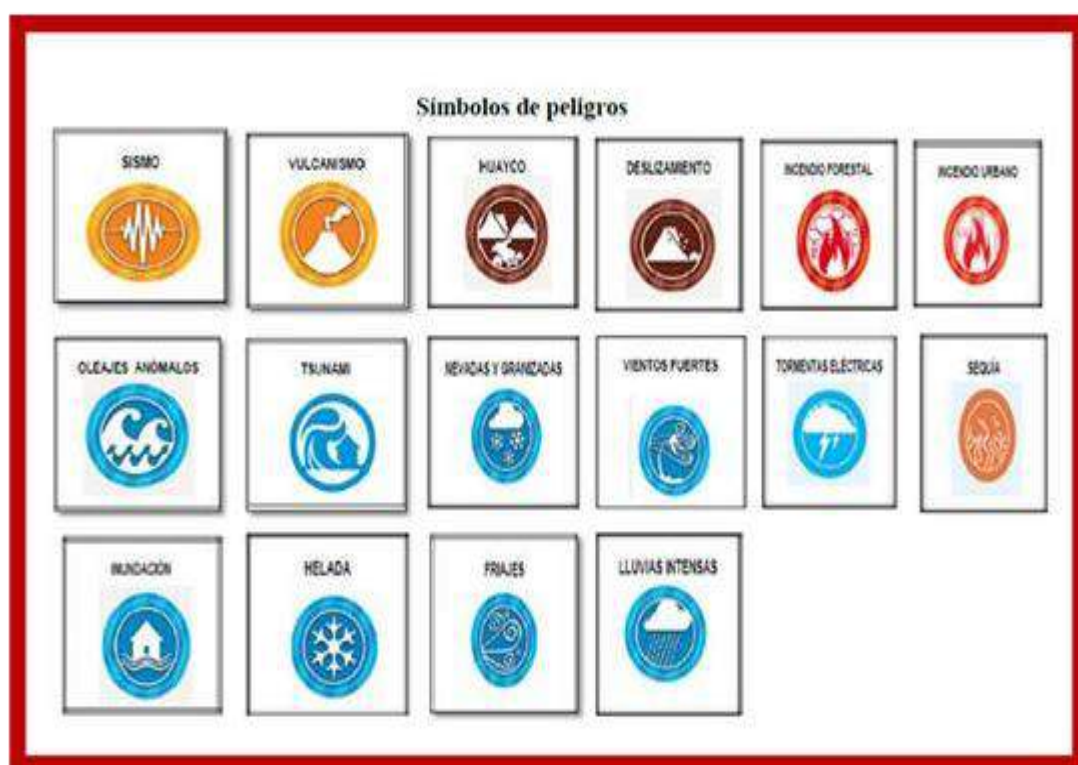 Símbolos de peligros
SISMO
VULCANISMO
HUAYCO
DESLIZAMIENTO
INCENDIO FORESTAL
INCENDIO URBANO
OLEAJES ANÓMALOS
TSUNAMI
NEVADAS Y GRANIZADAS
VIENTOS FUERTES
TORMENTAS ELÉCTRICAS
SEQUÍA
INUNDACIÓN
HELADA
FRIAJES
LLUVIAS INTENSAS